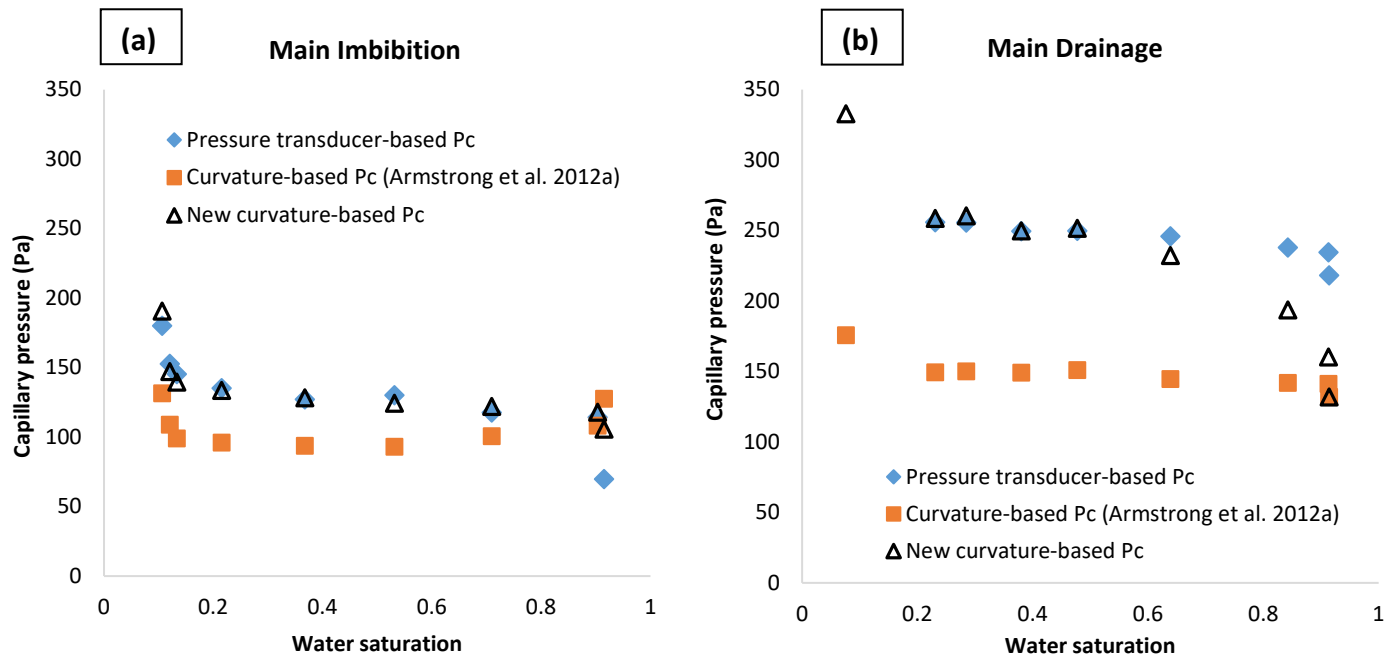 (a)
Main Imbibition
350
300
250
200
150
100
50
0
Capillary pressure (Pa)
Pressure transducer-based Pc
Curvature-based Pc (Armstrong et al. 2012a)
New curvature-based Pc
0
0.2
0.4
0.6
0.8
1
Water saturation
(b)
Main Drainage
350
300
250
200
150
100
50
0
Capillary pressure (Pa)
Pressure transducer-based Pc
Curvature-based Pc (Armstrong et al. 2012a)
New curvature-based Pc
0
0.2
0.4
0.6
0.8
1
Water saturation